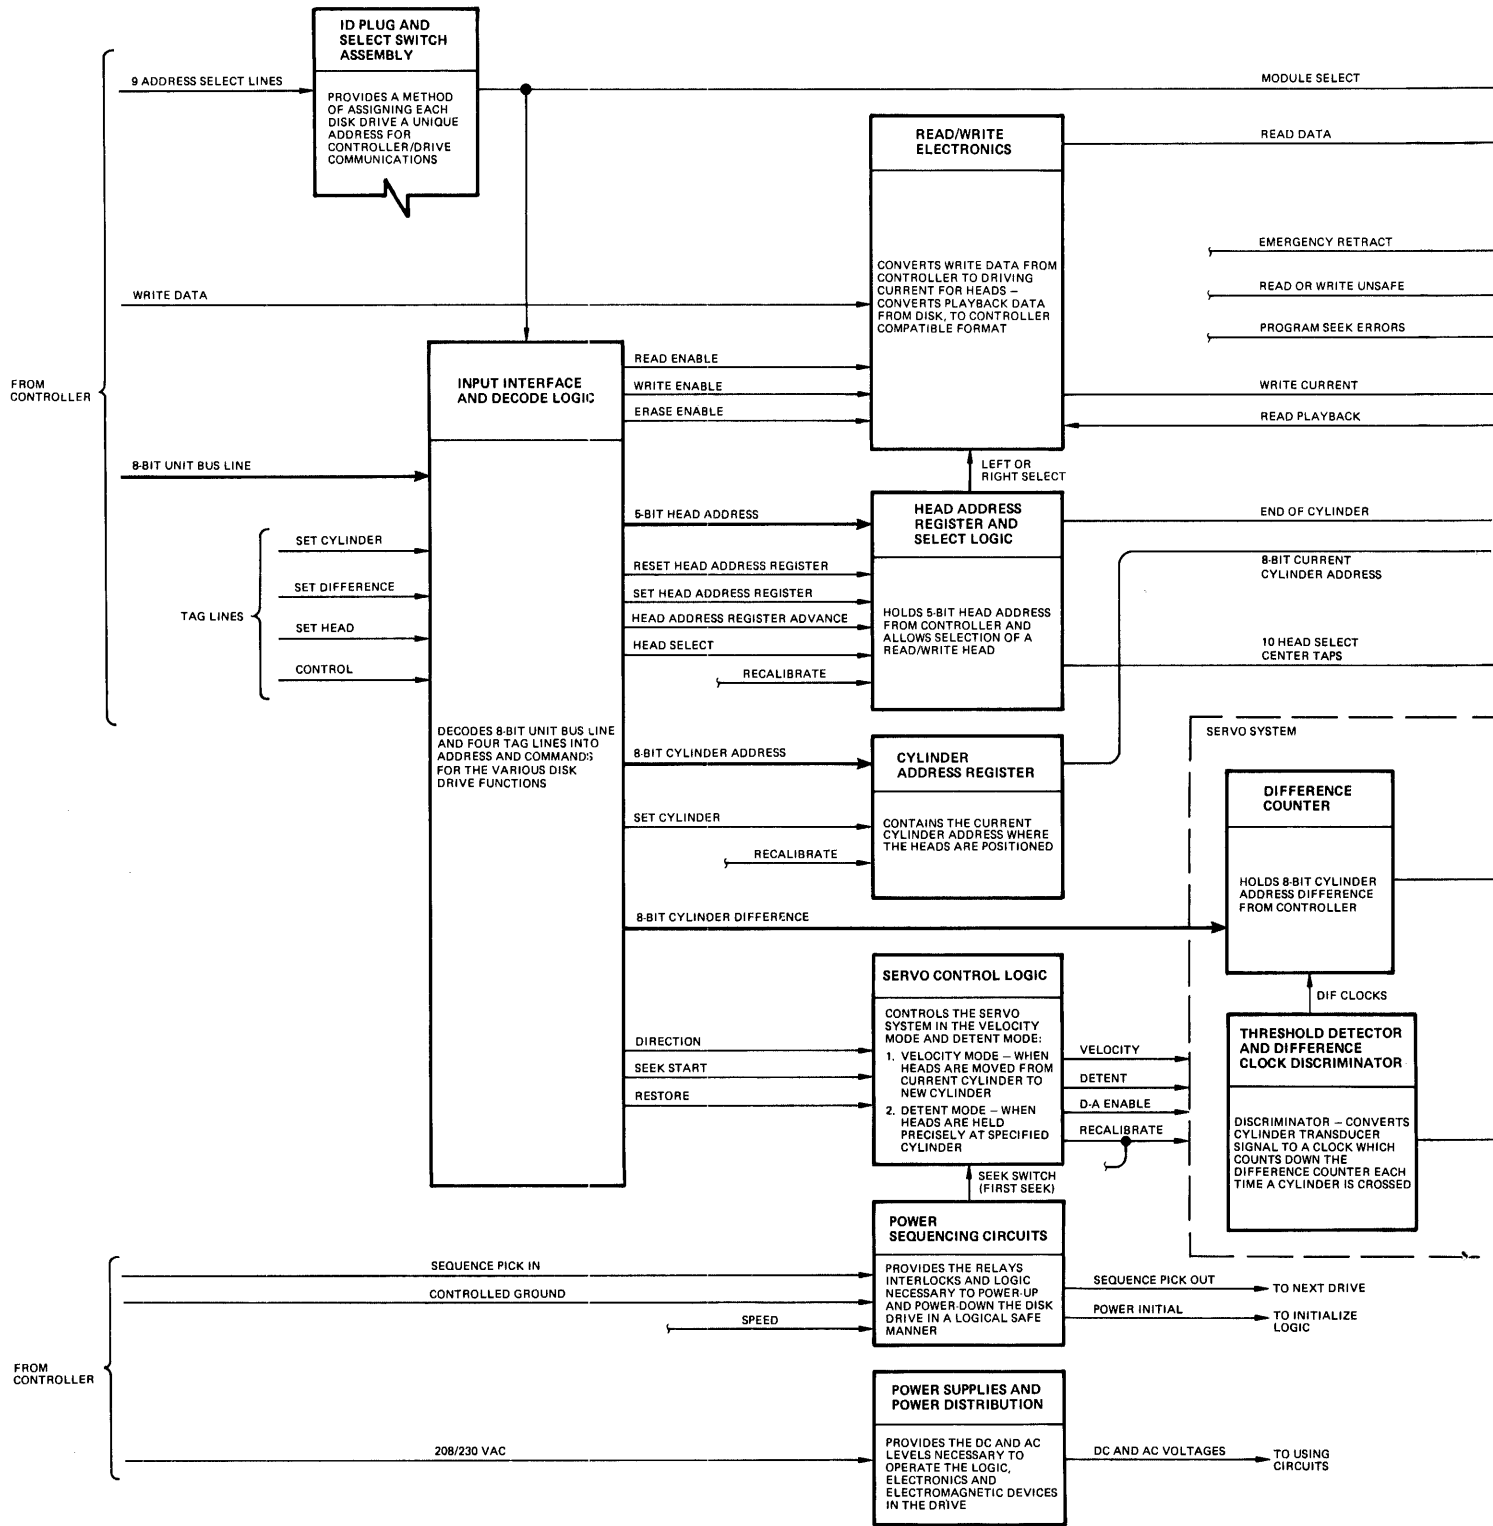 ID PLUG AND
SELECT SWITCH
ASSEMBLY
PROVIDES A METHOD
OF ASSIGNING EACH
DISK DRIVE A UNIQUE
ADDRESS FOR
CONTROLLER/DRIVE
COMMUNICATIONS
9 ADDRESS SELECT LINES
MODULE SELECT
READ/WRITE
ELECTRONICS
CONVERTS WRITE DATA FROM
CONTROLLER TO DRIVING
CURRENT FOR HEADS –
CONVERTS PLAYBACK DATA
FROM DISK, TO CONTROLLER
COMPATIBLE FORMAT
READ DATA
EMERGENCY RETRACT
READ OR WRITE UNSAFE
PROGRAM SEEK ERRORS
WRITE CURRENT
READ PLAYBACK
WRITE DATA
FROM
CONTROLLER
INPUT INTERFACE
AND DECODE LOGIC
DECODES 8-BIT UNIT BUS LINE
AND FOUR TAG LINES INTO
ADDRESS AND COMMANDS
FOR THE VARIOUS DISK
DRIVE FUNCTIONS
READ ENABLE
WRITE ENABLE
ERASE ENABLE
8-BIT UNIT BUS LINE
TAG LINES
SET CYLINDER
SET DIFFERENCE
SET HEAD
CONTROL
LEFT OR
RIGHT SELECT
5-BIT HEAD ADDRESS
RESET HEAD ADDRESS REGISTER
SET HEAD ADDRESS REGISTER
HEAD ADDRESS REGISTER ADVANCE
HEAD SELECT
RECALIBRATE
HEAD ADDRESS
REGISTER AND
SELECT LOGIC
HOLDS 5-BIT HEAD ADDRESS
FROM CONTROLLER AND
ALLOWS SELECTION OF A
READ/WRITE HEAD
END OF CYLINDER
8-BIT CURRENT
CYLINDER ADDRESS
10 HEAD SELECT
CENTER TAPS
8-BIT CYLINDER ADDRESS
SET CYLINDER
RECALIBRATE
CYLINDER
ADDRESS REGISTER
CONTAINS THE CURRENT
CYLINDER ADDRESS WHERE
THE HEADS ARE POSITIONED
SERVO SYSTEM
DIFFERENCE
COUNTER
HOLDS 8-BIT CYLINDER
ADDRESS DIFFERENCE
FROM CONTROLLER
8-BIT CYLINDER DIFFERENCE
DIF CLOCKS
THRESHOLD DETECTOR
AND DIFFERENCE
CLOCK DISCRIMINATOR
DISCRIMINATOR – CONVERTS
CYLINDER TRANSDUCER
SIGNAL TO A CLOCK WHICH
COUNTS DOWN THE
DIFFERENCE COUNTER EACH
TIME A CYLINDER IS CROSSED
DIRECTION
SEEK START
RESTORE
SERVO CONTROL LOGIC
CONTROLS THE SERVO
SYSTEM IN THE VELOCITY
MODE AND DETENT MODE:
1. VELOCITY MODE – WHEN
HEADS ARE MOVED FROM
CURRENT CYLINDER TO
NEW CYLINDER
2. DETENT MODE – WHEN
HEADS ARE HELD
PRECISELY AT SPECIFIED
CYLINDER
VELOCITY
DETENT
D-A ENABLE
RECALIBRATE
SEEK SWITCH
(FIRST SEEK)
FROM
CONTROLLER
SEQUENCE PICK IN
CONTROLLED GROUND
SPEED
POWER
SEQUENCING CIRCUITS
PROVIDES THE RELAYS
INTERLOCKS AND LOGIC
NECESSARY TO POWER-UP
AND POWER-DOWN THE DISK
DRIVE IN A LOGICAL SAFE
MANNER
SEQUENCE PICK OUT
TO NEXT DRIVE
POWER INITIAL
TO INITIALIZE
LOGIC
208/230 VAC
POWER SUPPLIES AND
POWER DISTRIBUTION
PROVIDES THE DC AND AC
LEVELS NECESSARY TO
OPERATE THE LOGIC,
ELECTRONICS AND
ELECTROMAGNETIC DEVICES
IN THE DRIVE
DC AND AC VOLTAGES
TO USING
CIRCUITS